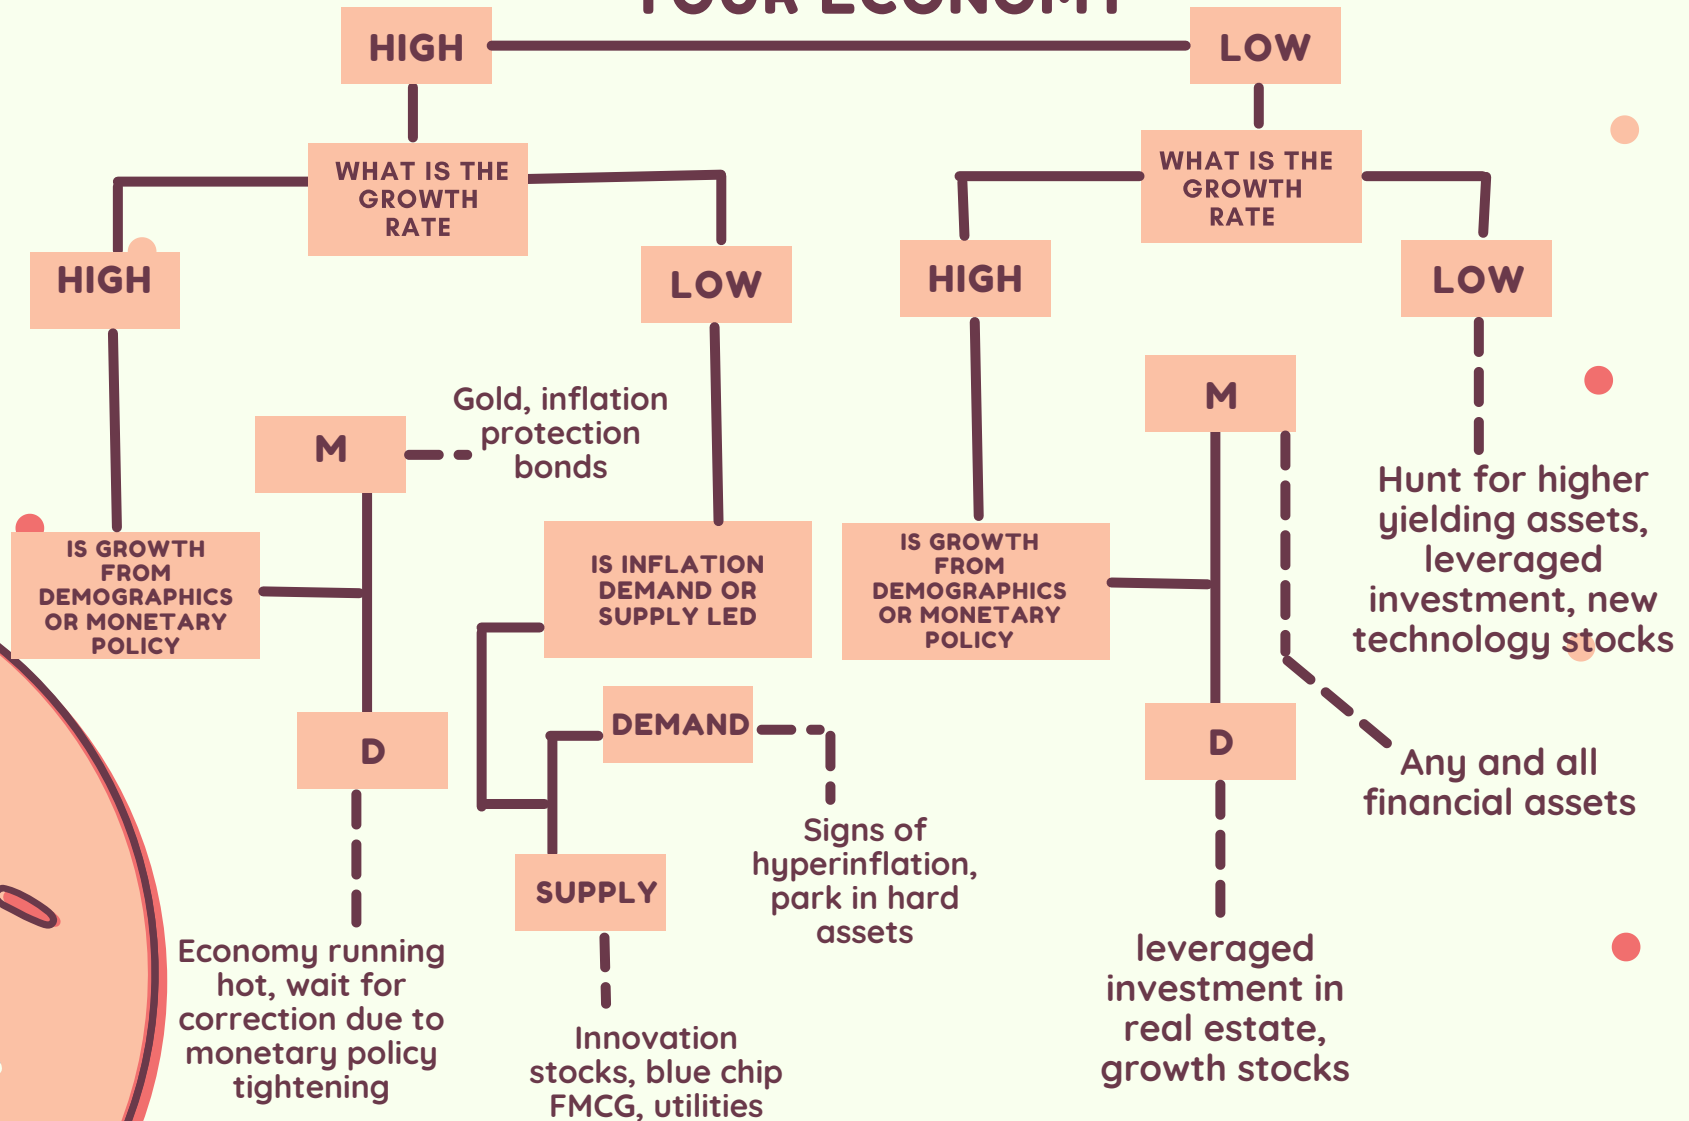 YOUR ECONOMY
HIGH
LOW
WHAT IS THE
GROWTH
RATE
WHAT IS THE
GROWTH
RATE
HIGH
LOW
HIGH
LOW
M
Gold, inflation
protection
bonds
M
Hunt for higher
yielding assets,
leveraged
investment, new
technology stocks
IS GROWTH
FROM
DEMOGRAPHICS
OR MONETARY
POLICY
IS INFLATION
DEMAND OR
SUPPLY LED
IS GROWTH
FROM
DEMOGRAPHICS
OR MONETARY
POLICY
D
DEMAND
D
Any and all
financial assets
Signs of
hyperinflation,
park in hard
assets
SUPPLY
Economy running
hot, wait for
correction due to
monetary policy
tightening
Innovation
stocks, blue chip
FMCG, utilities
leveraged
investment in
real estate,
growth stocks